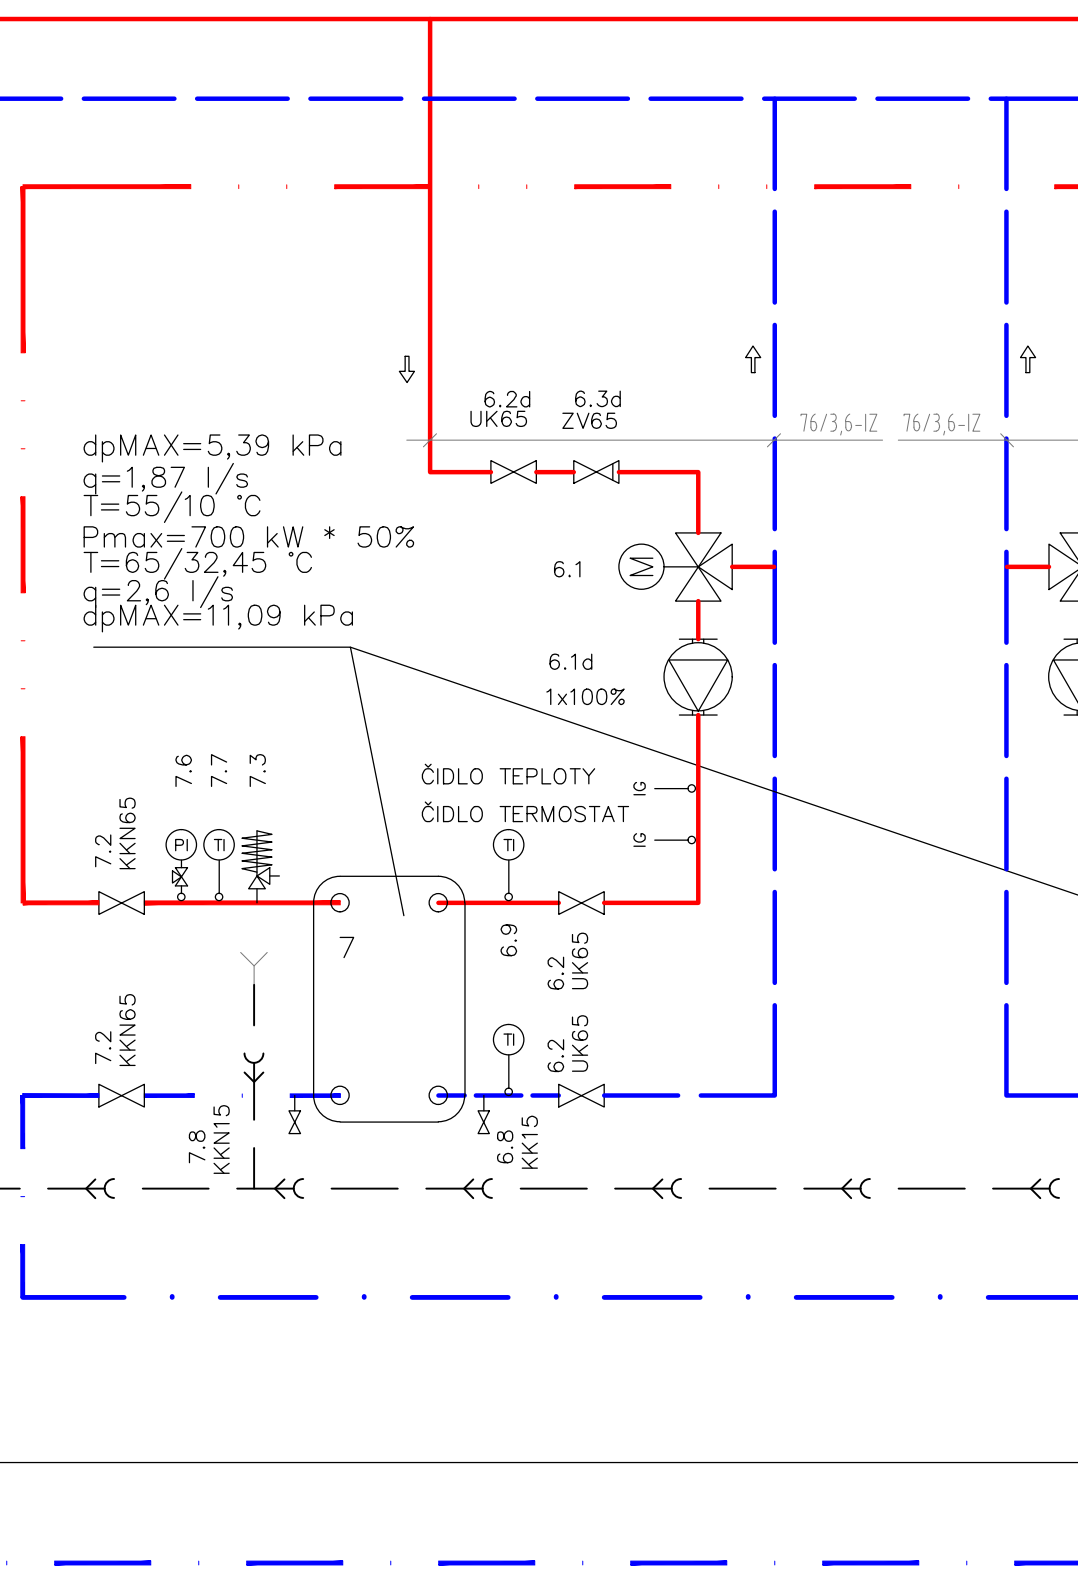 6.2d
UK65
6.3d
ZV65
76/3,6-IZ
76/3,6-IZ
dpMAX=5,39 kPa
q=1,87 l/s
T=55/10 °C
Pmax=700 kW * 50%
T=65/32,45 °C
q=2,6 l/s
dpMAX=11,09 kPa
6.1
M
6.1d
1x100%
7.6
7.7
7.3
ČIDLO TEPLOTY
IG
ČIDLO TERMOSTAT
IG
7.2
KKN65
PI
TI
TI
7
6.9
6.2
UK65
7.2
KKN65
TI
6.2
UK65
7.8
KKN15
6.8
KK15